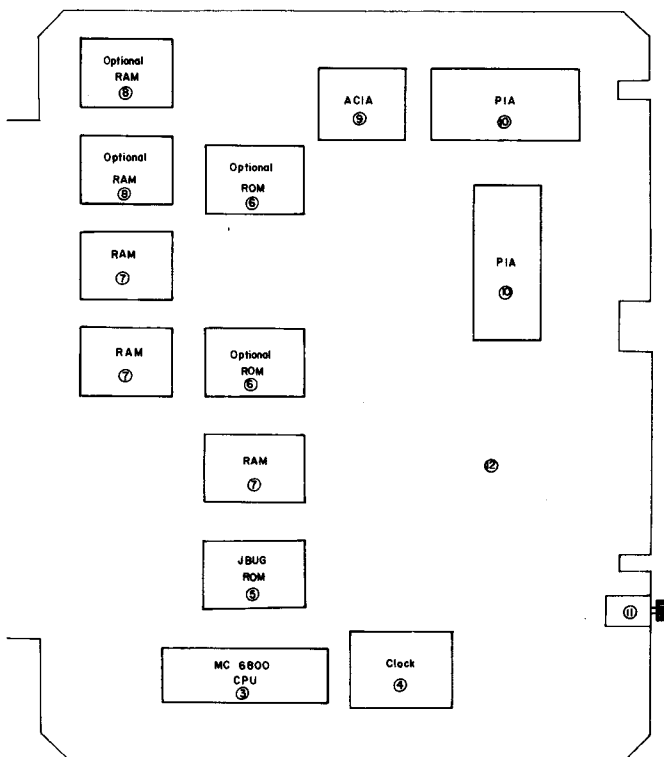 Optional
RAM
⑧
ACIA
⑨
PIA
⑩
Optional
RAM
⑧
Optional
ROM
⑥
RAM
⑦
PIA
⑩
RAM
⑦
Optional
ROM
⑥
RAM
⑦
⑫
JBUG
ROM
⑤
⑪
MC 6800
CPU
③
Clock
④